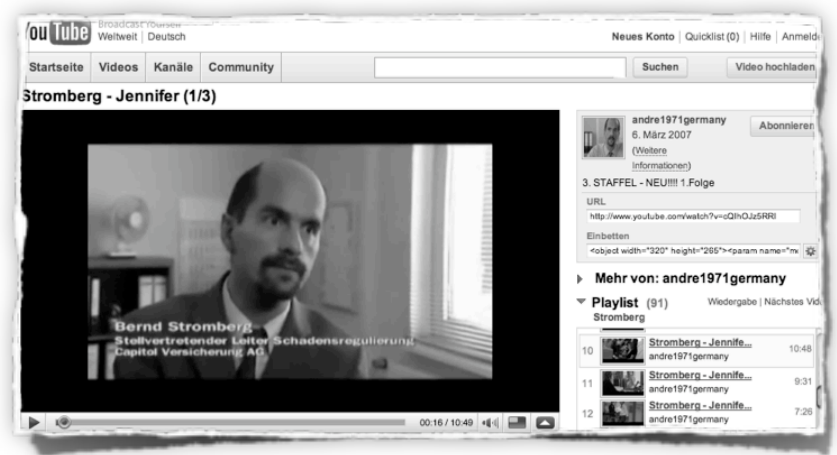 You Tube
Broadcast Yourself
Weltweit | Deutsch
Neues Konto | Quicklist (0) | Hilfe | Anmelde
Startseite Videos Kanäle Community
Suchen
Video hochladen
Stromberg - Jennifer (1/3)
andre1971germany
6. März 2007
(Weitere
Informationen)
Abonnieren
3. STAFFEL - NEU!!!! 1.Folge
URL
http://www.youtube.com/watch?v=cQIhOJz5RRI
Einbetten
<object width="320" height="265"><param name="m
Mehr von: andre1971germany
Playlist (91)
Wiedergabe | Nächstes Vid
Stromberg
10 Stromberg - Jennife... 10:48
andre1971germany
11 Stromberg - Jennife... 9:31
andre1971germany
12 Stromberg - Jennife... 7:26
andre1971germany
Bernd Stromberg
Stellvertretender Leiter Schadensregulierung
Capitol Versicherung AG
00:16 / 10:49